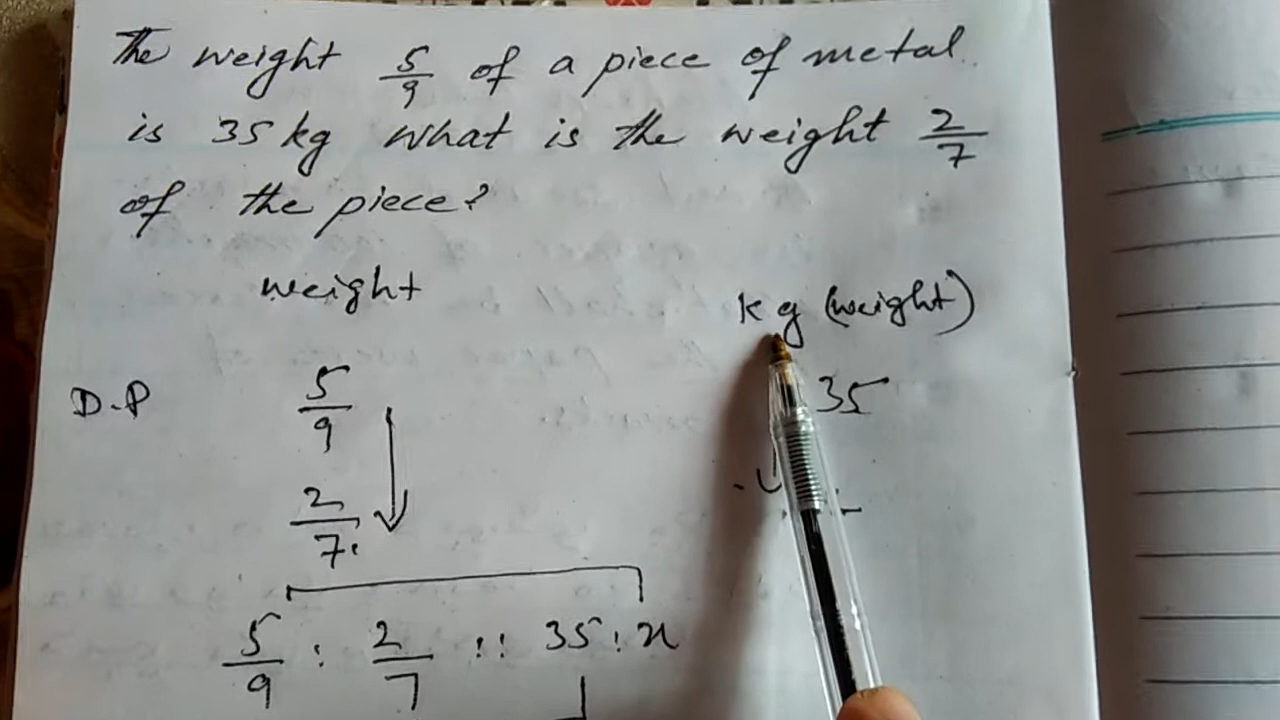 The weight 5/9 of a piece of metal
is 35 kg what is the weight 2/7
of the piece?
weight kg (weight)
D.P 5/9 35
2/7
5/9 : 2/7 :: 35 : x